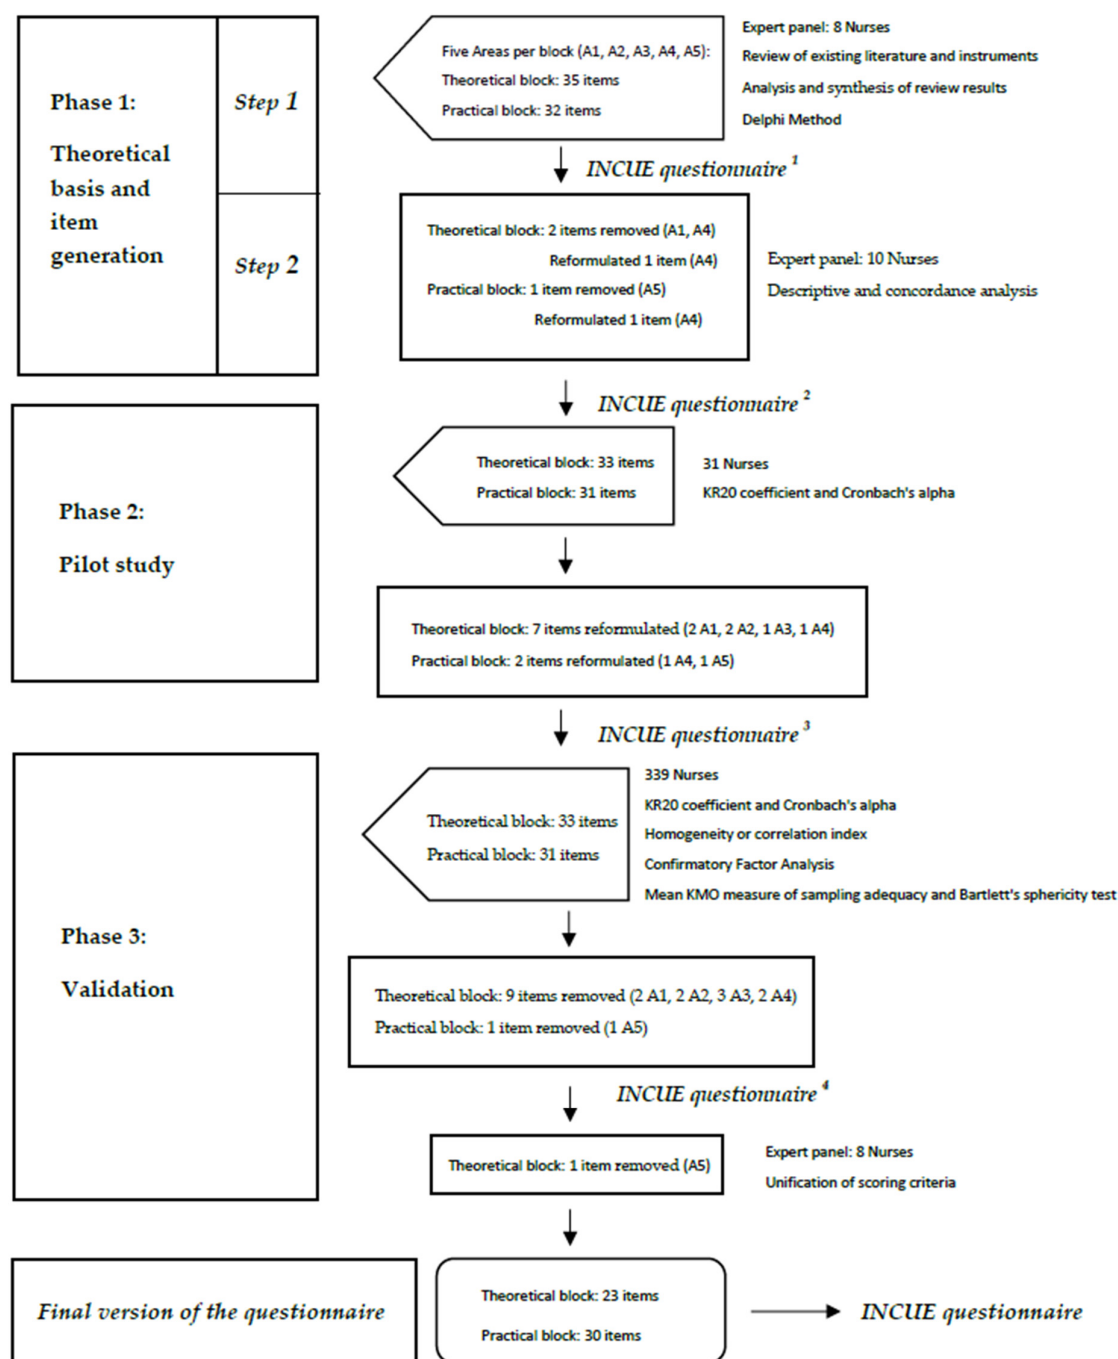 Phase 1:
Theoretical
basis and
item
generation
Step 1
Step 2
Five Areas per block (A1, A2, A3, A4, A5):
Theoretical block: 35 items
Practical block: 32 items
Expert panel: 8 Nurses
Review of existing literature and instruments
Analysis and synthesis of review results
Delphi Method
INCUE questionnaire 1
Theoretical block: 2 items removed (A1, A4)
Reformulated 1 item (A4)
Practical block: 1 item removed (A5)
Reformulated 1 item (A4)
Expert panel: 10 Nurses
Descriptive and concordance analysis
INCUE questionnaire 2
Phase 2:
Pilot study
Theoretical block: 33 items
Practical block: 31 items
31 Nurses
KR20 coefficient and Cronbach's alpha
Theoretical block: 7 items reformulated (2 A1, 2 A2, 1 A3, 1 A4)
Practical block: 2 items reformulated (1 A4, 1 A5)
INCUE questionnaire 3
Phase 3:
Validation
Theoretical block: 33 items
Practical block: 31 items
339 Nurses
KR20 coefficient and Cronbach's alpha
Homogeneity or correlation index
Confirmatory Factor Analysis
Mean KMO measure of sampling adequacy and Bartlett's sphericity test
Theoretical block: 9 items removed (2 A1, 2 A2, 3 A3, 2 A4)
Practical block: 1 item removed (1 A5)
INCUE questionnaire 4
Theoretical block: 1 item removed (A5)
Expert panel: 8 Nurses
Unification of scoring criteria
Final version of the questionnaire
Theoretical block: 23 items
Practical block: 30 items
INCUE questionnaire